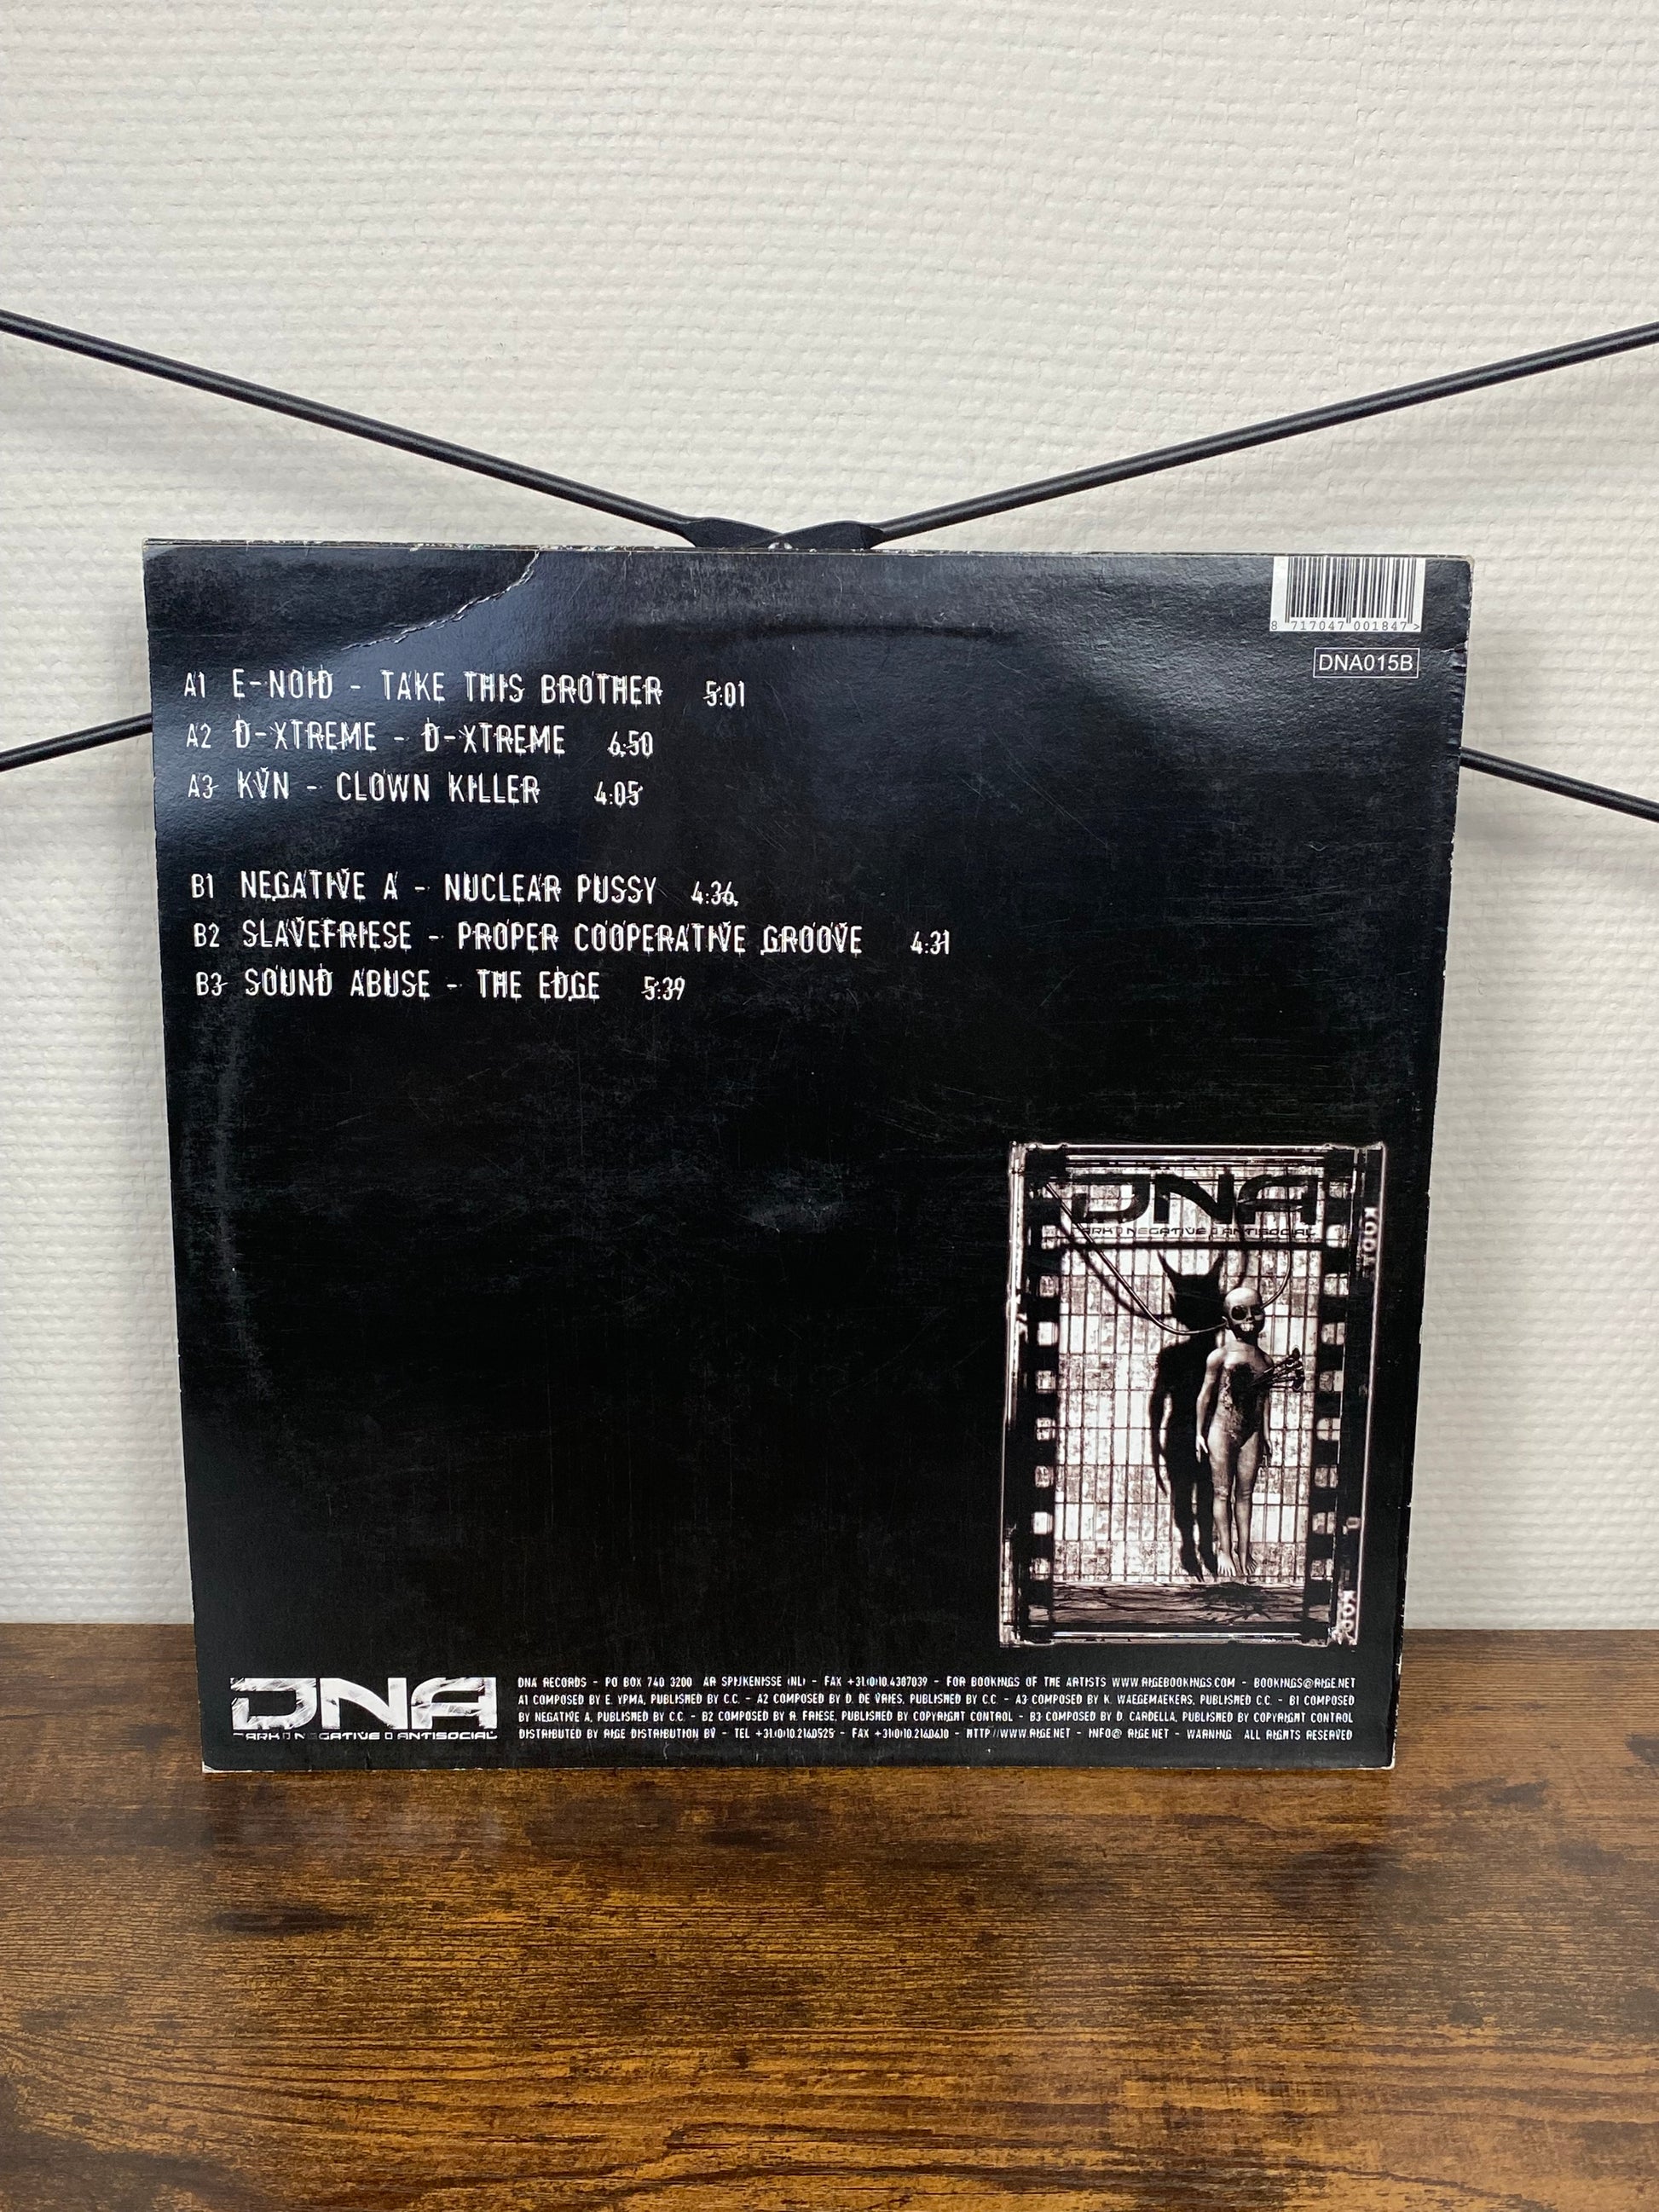 8 717047 001847 >
DNA015B
A1 E-NOID - TAKE THIS BROTHER 5:01
A2 D-XTREME - D-XTREME 6:50
A3 KVN - CLOWN KILLER 4:05
B1 NEGATIVE A - NUCLEAR PUSSY 4:36
B2 SLAVEFRIESE - PROPER COOPERATIVE GROOVE 4:31
B3 SOUND ABUSE - THE EDGE 5:39
DNA
NEGATIVE ANTISOCIAL
DNA
NEGATIVE ANTISOCIAL
DNA RECORDS - PO BOX 740 3200 AR SPIJKENISSE (NL) - FAX +31(0)10.4387039 - FOR BOOKINGS OF THE ARTISTS WWW.RIGEBOOKINGS.COM - BOOKINGS@RIGE.NET
A1 COMPOSED BY E. YPMA, PUBLISHED BY C.C. - A2 COMPOSED BY D. DE VRIES, PUBLISHED BY C.C. - A3 COMPOSED BY K. WAEGEMAEKERS, PUBLISHED C.C. - B1 COMPOSED
BY NEGATIVE A, PUBLISHED BY C.C. - B2 COMPOSED BY R. FRIESE, PUBLISHED BY COPYRIGHT CONTROL - B3 COMPOSED BY D. CARDELLA, PUBLISHED BY COPYRIGHT CONTROL
DISTRIBUTED BY RIGE DISTRIBUTION BV - TEL +31(0)10.2160525 - FAX +31(0)10.2160610 - HTTP://WWW.RIGE.NET - INFO@RIGE.NET - WARNING ALL RIGHTS RESERVED